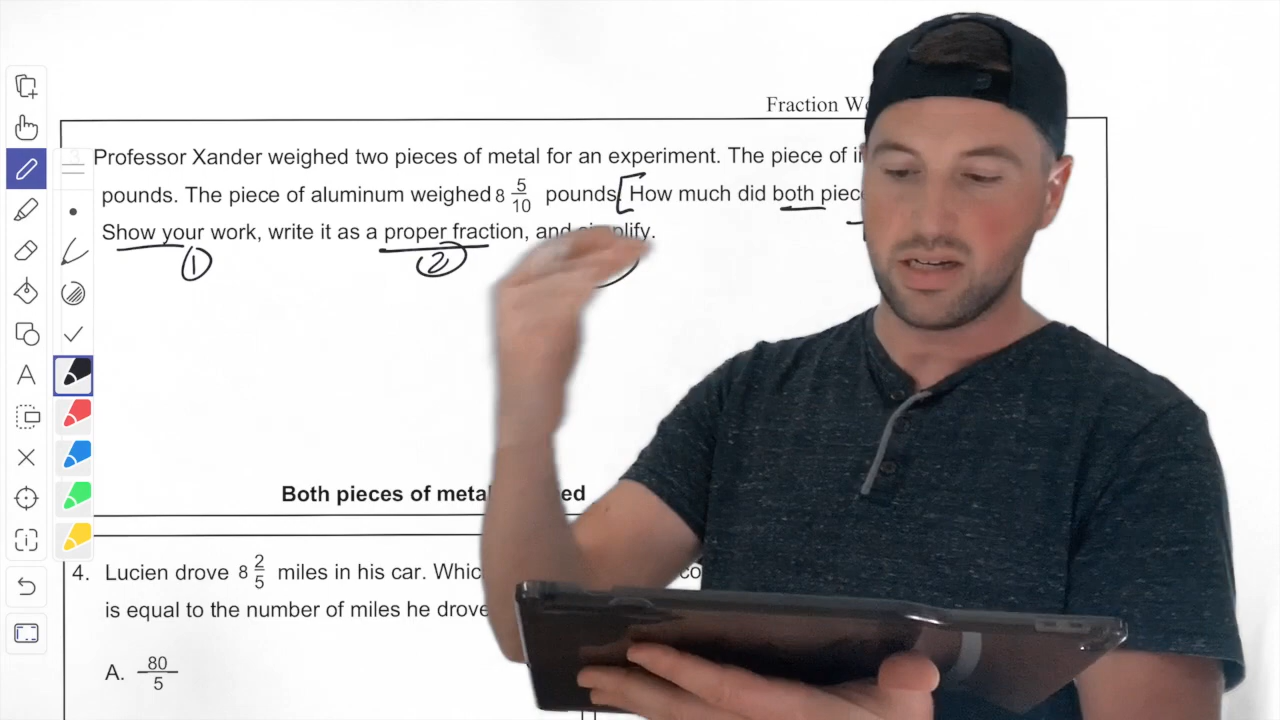 Fraction
Professor Xander weighed two pieces of metal for an experiment. The piece of
pounds. The piece of aluminum weighed 8 5/10 pounds. [How much did both
Show your work, write it as a proper fraction, and simplify.
① ②
Both pieces of metal
4. Lucien drove 8 2/5 miles in his car.
is equal to the number of miles he drove
A. 80/5
A